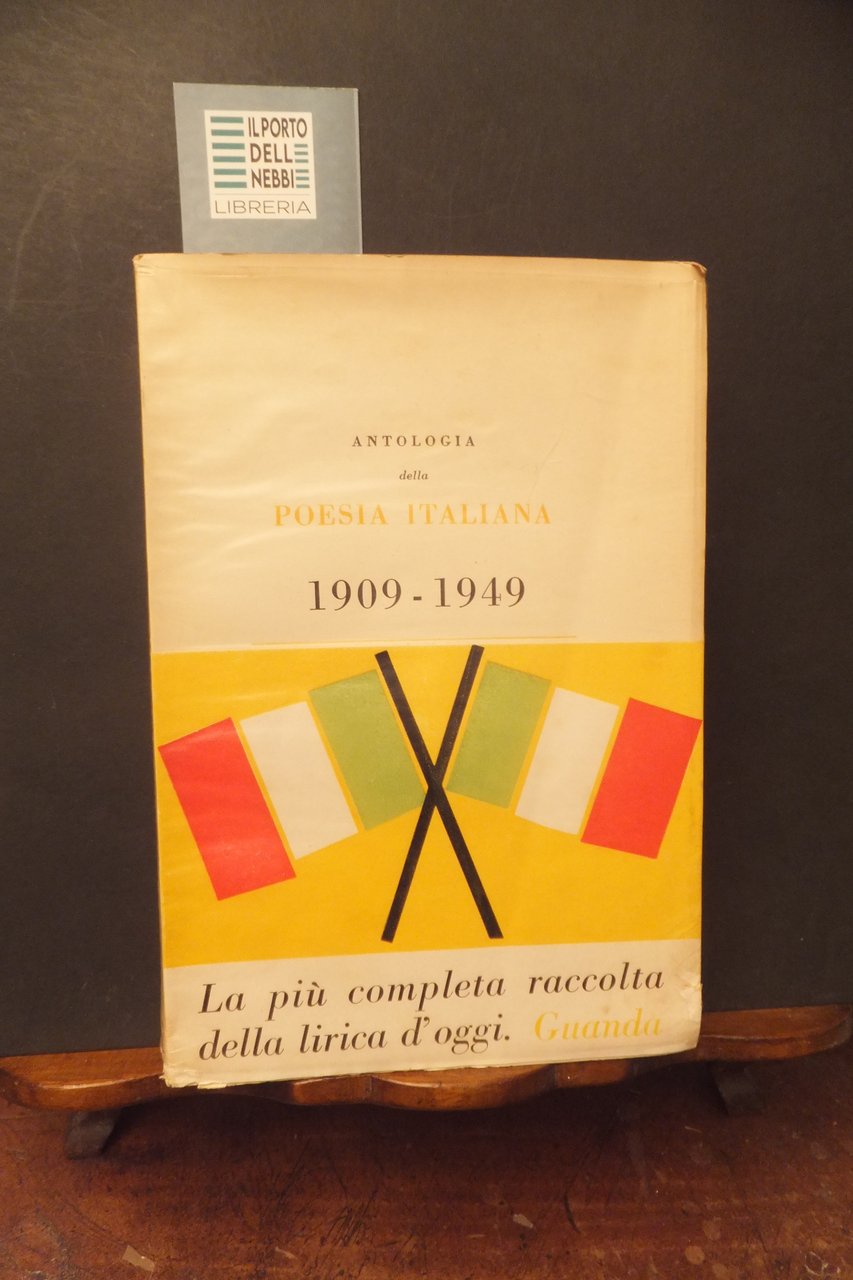 IL PORTO
DELLE
NEBBIE
LIBRERIA
ANTOLOGIA
della
POESIA ITALIANA
1909 - 1949
La più completa raccolta
della lirica d'oggi. Guanda